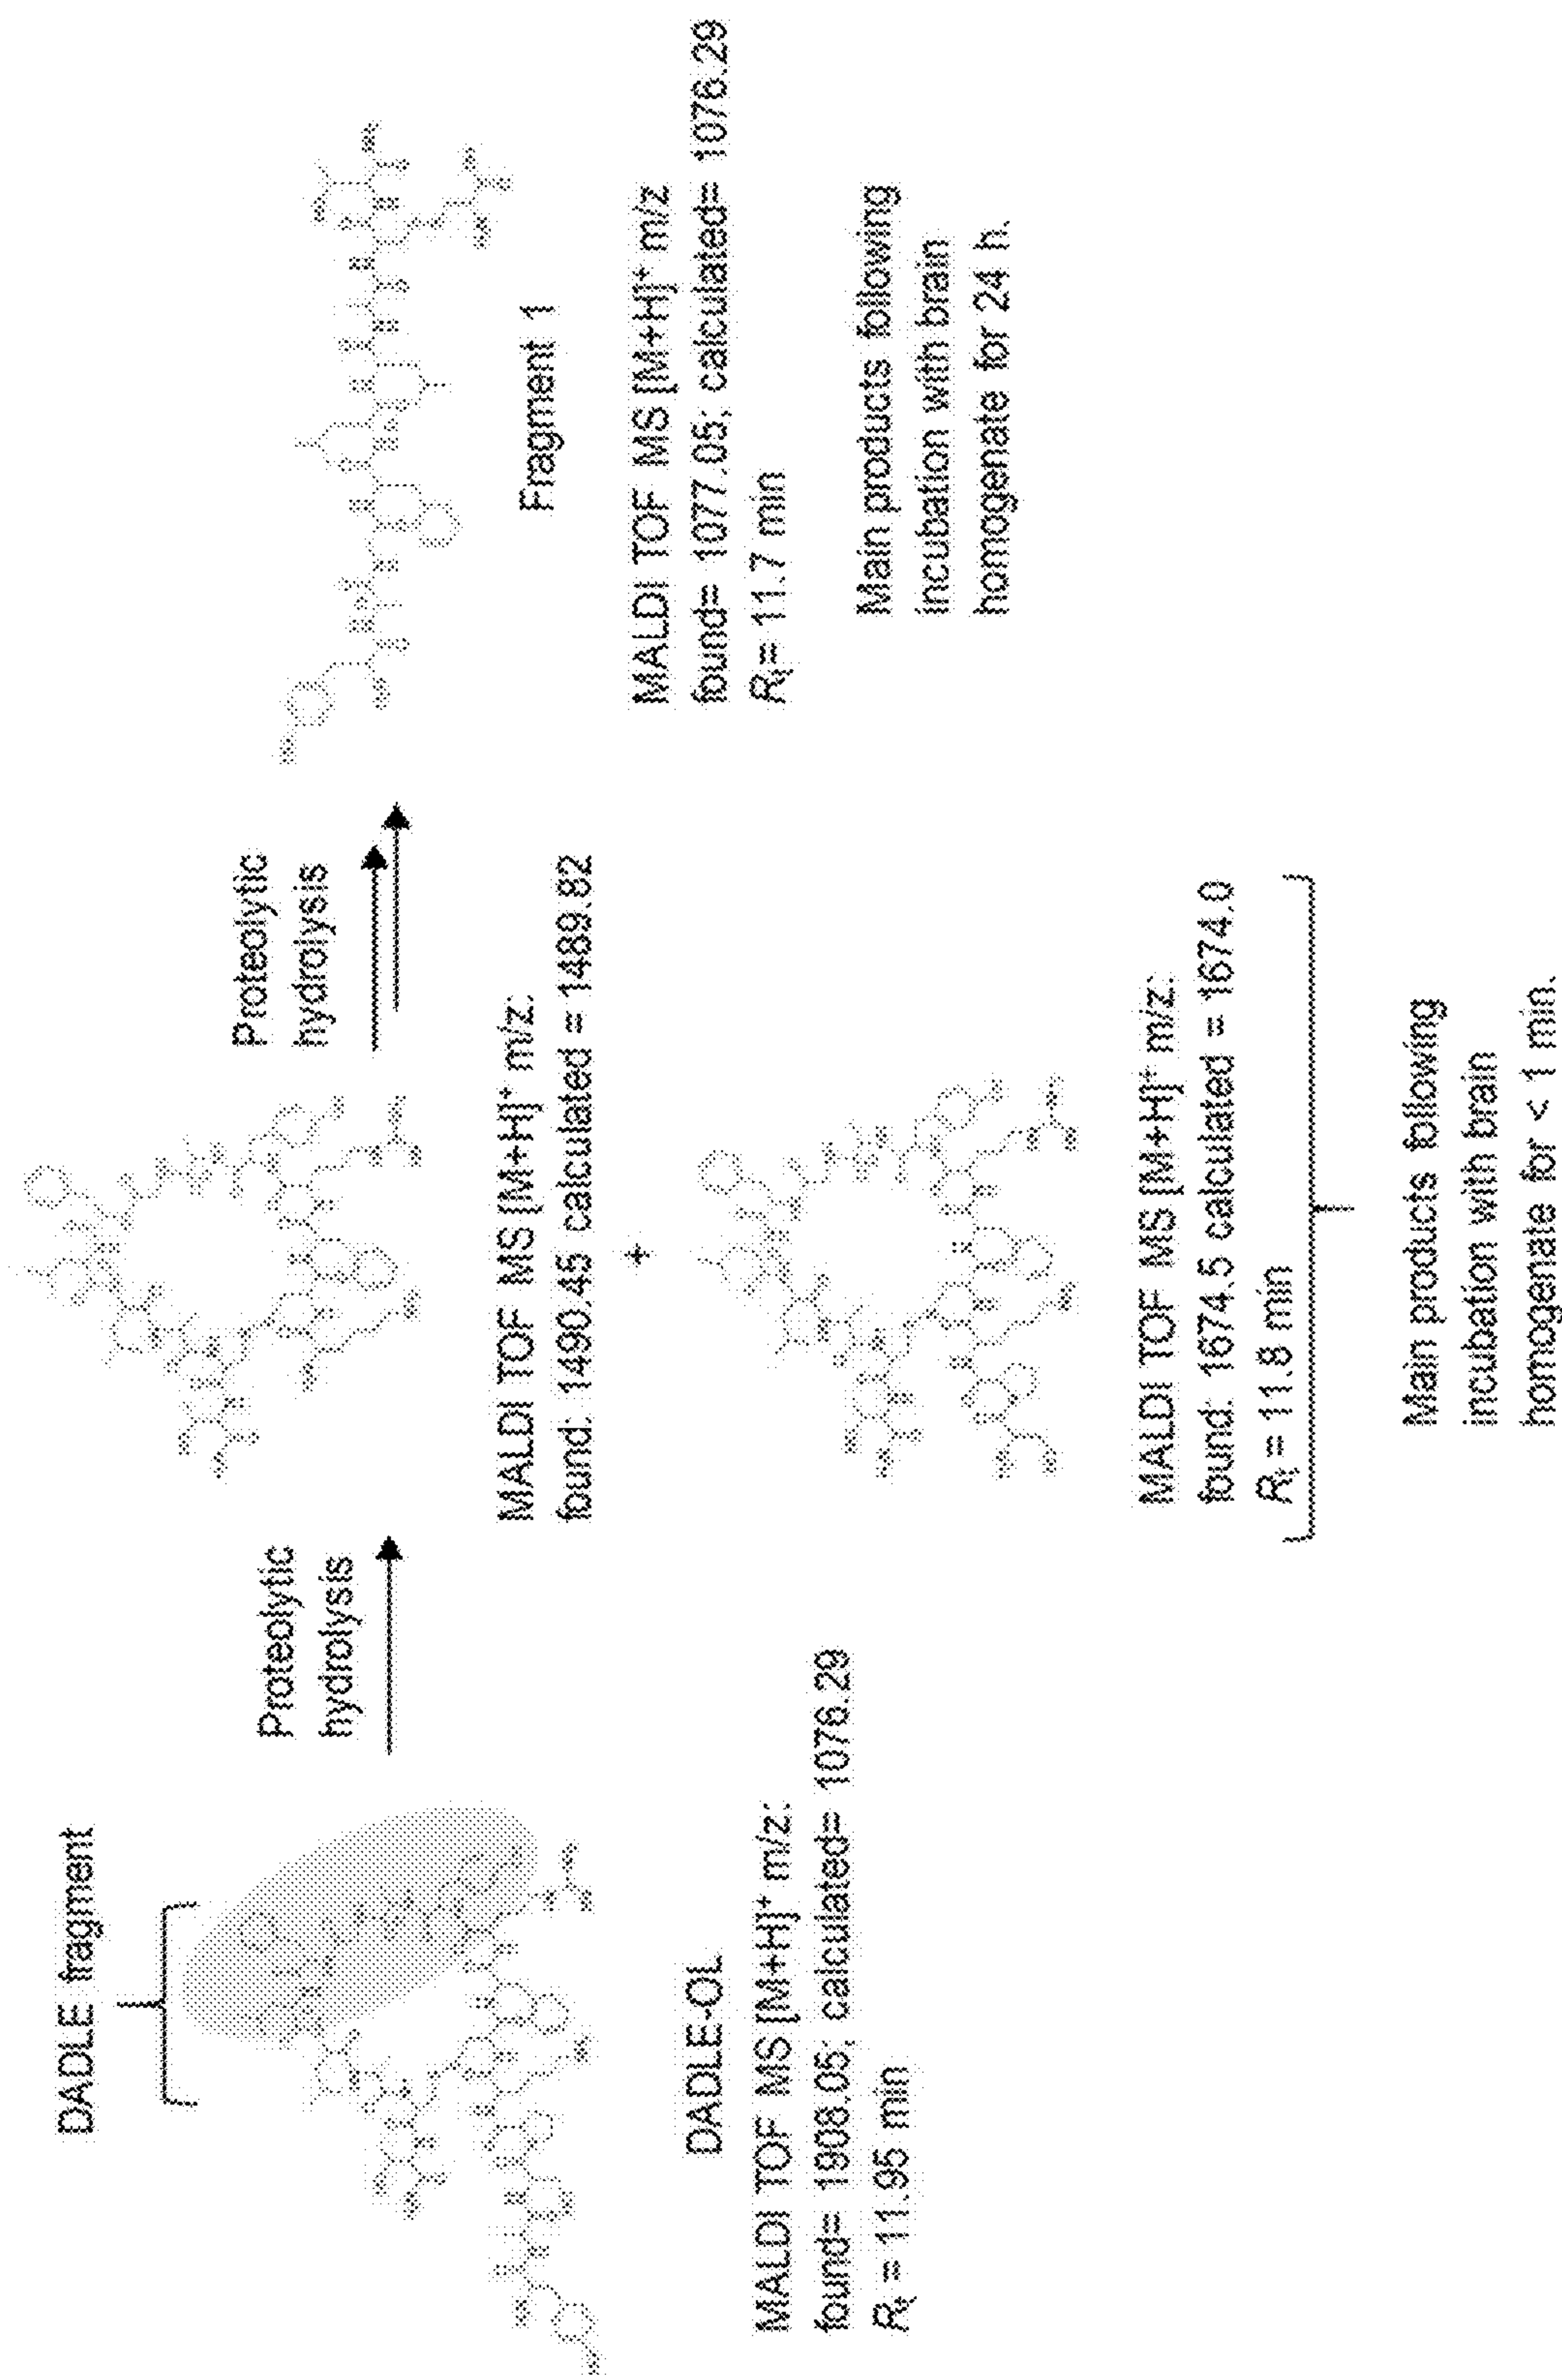 DADLE fragment
DADLE-OL
MALDI TOF MS [M+H]⁺ m/z:
found= 1908.05; calculated= 1076.29
Rt = 11.95 min
Proteolytic
hydrolysis
MALDI TOF MS [M+H]⁺ m/z:
found: 1490.45 calculated = 1489.82
+
MALDI TOF MS [M+H]⁺ m/z:
found: 1674.5 calculated = 1674.0
Rt = 11.8 min
Main products following
incubation with brain
homogenate for < 1 min.
Proteolytic
hydrolysis
Fragment 1
MALDI TOF MS [M+H]⁺ m/z
found= 1077.05; calculated= 1076.29
Rt= 11.7 min
Main products following
incubation with brain
homogenate for 24 h.